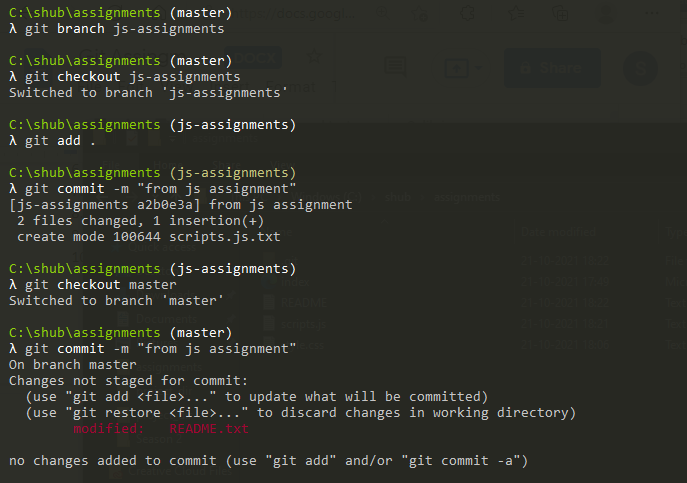 C:\shub\assignments (master)
λ git branch js-assignments
C:\shub\assignments (master)
λ git checkout js-assignments
Switched to branch 'js-assignments'
C:\shub\assignments (js-assignments)
λ git add .
C:\shub\assignments (js-assignments)
λ git commit -m "from js assignment"
[js-assignments a2b0e3a] from js assignment
 2 files changed, 1 insertion(+)
 create mode 100644 scripts.js.txt
C:\shub\assignments (js-assignments)
λ git checkout master
Switched to branch 'master'
C:\shub\assignments (master)
λ git commit -m "from js assignment"
On branch master
Changes not staged for commit:
  (use "git add <file>..." to update what will be committed)
  (use "git restore <file>..." to discard changes in working directory)
        modified:   README.txt
no changes added to commit (use "git add" and/or "git commit -a")